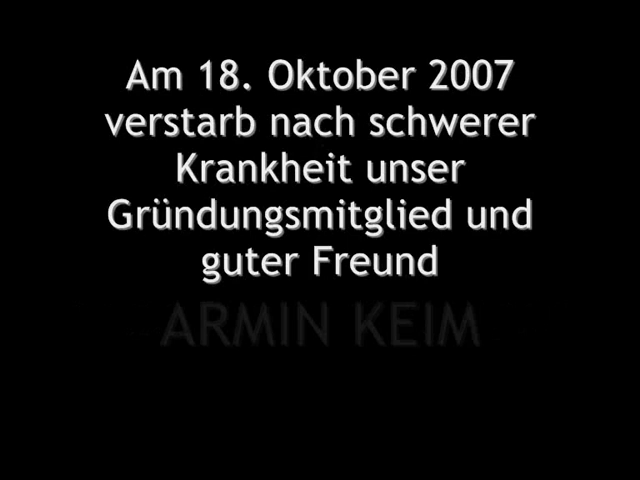 Am 18. Oktober 2007
verstarb nach schwerer
Krankheit unser
Gründungsmitglied und
guter Freund
ARMIN KEIM